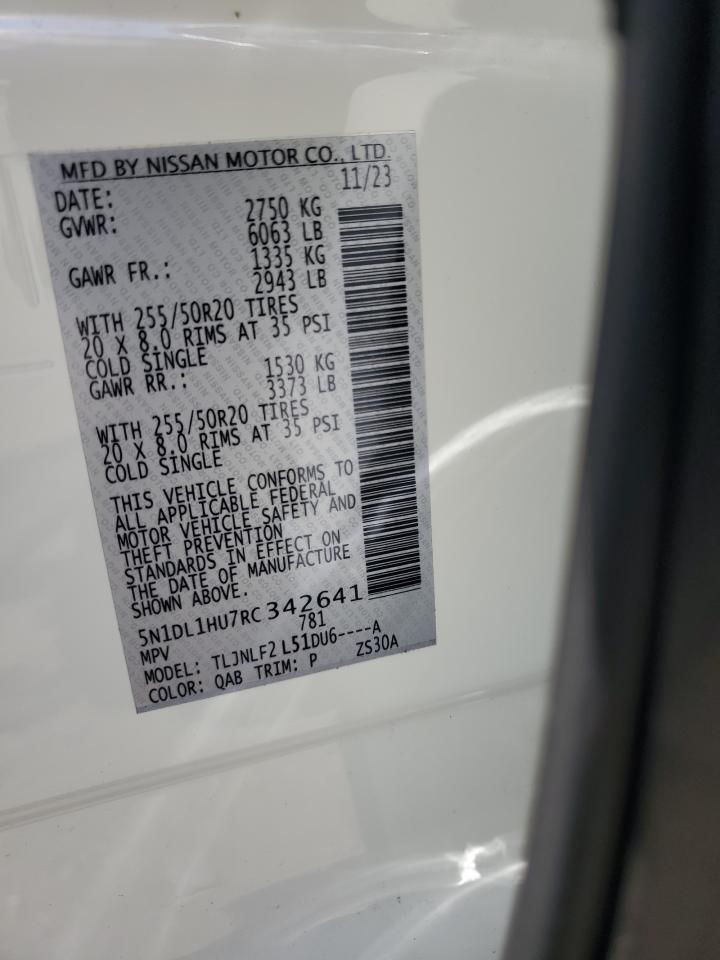 MFD BY NISSAN MOTOR CO., LTD.
DATE: 11/23
GVWR: 2750 KG
6063 LB
GAWR FR.: 1335 KG
2943 LB
WITH 255/50R20 TIRES
20 X 8.0 RIMS AT 35 PSI
COLD SINGLE
GAWR RR.: 1530 KG
3373 LB
WITH 255/50R20 TIRES
20 X 8.0 RIMS AT 35 PSI
COLD SINGLE
THIS VEHICLE CONFORMS TO
ALL APPLICABLE FEDERAL
MOTOR VEHICLE SAFETY AND
THEFT PREVENTION
STANDARDS IN EFFECT ON
THE DATE OF MANUFACTURE
SHOWN ABOVE.
5N1DL1HU7RC342641
MPV 781
MODEL: TLJNLF2 L51DU6----A
COLOR: QAB TRIM: P ZS30A